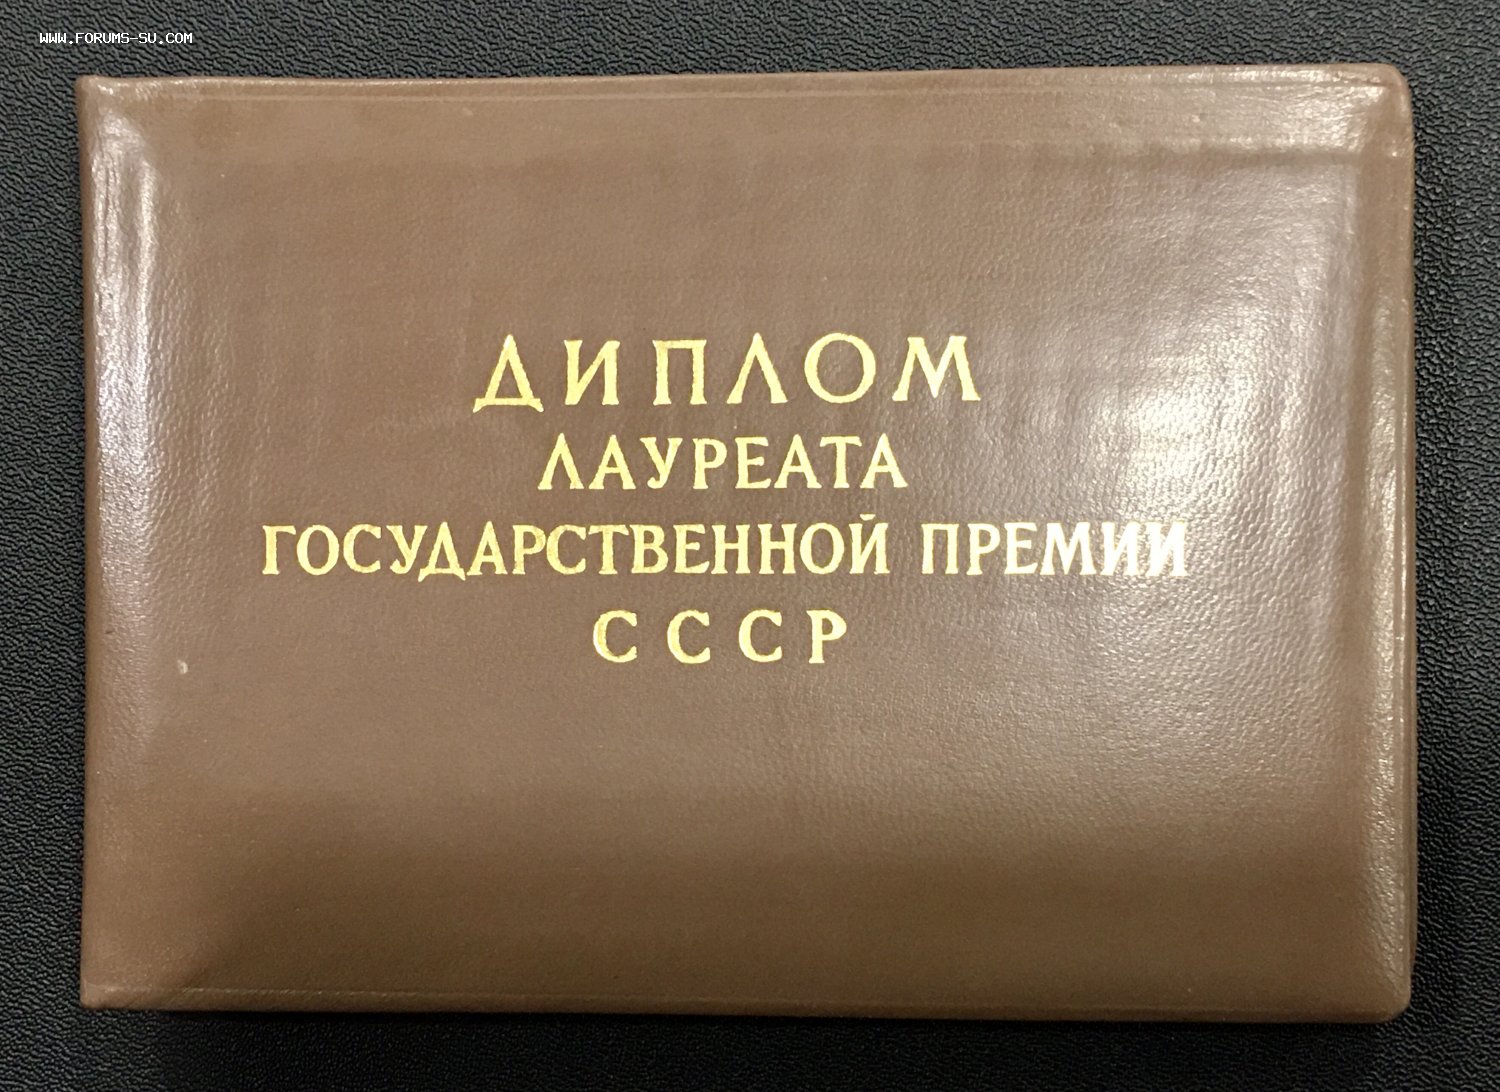 WWW.FORUMS-SU.COM
ДИПЛОМ
ЛАУРЕАТА
ГОСУДАРСТВЕННОЙ ПРЕМИИ
СССР